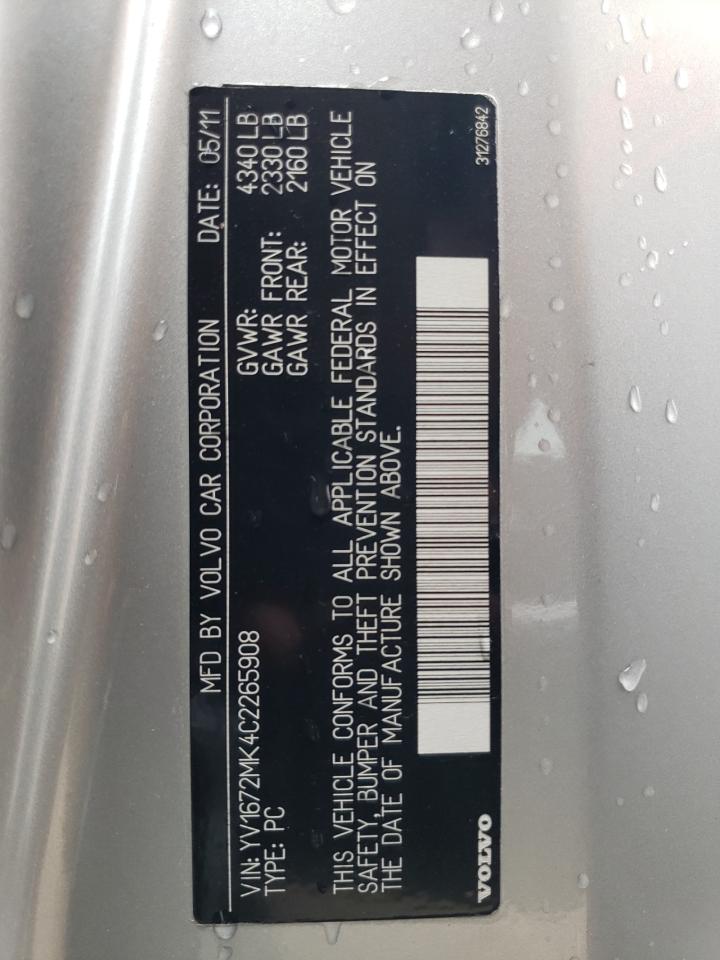 MFD BY VOLVO CAR CORPORATION DATE: 05/11
VIN: YV1672MK4C2265908 GVWR: 4340 LB
TYPE: PC GAWR FRONT: 2330 LB
GAWR REAR: 2160 LB
THIS VEHICLE CONFORMS TO ALL APPLICABLE FEDERAL MOTOR VEHICLE
SAFETY, BUMPER AND THEFT PREVENTION STANDARDS IN EFFECT ON
THE DATE OF MANUFACTURE SHOWN ABOVE.
VOLVO 31276842